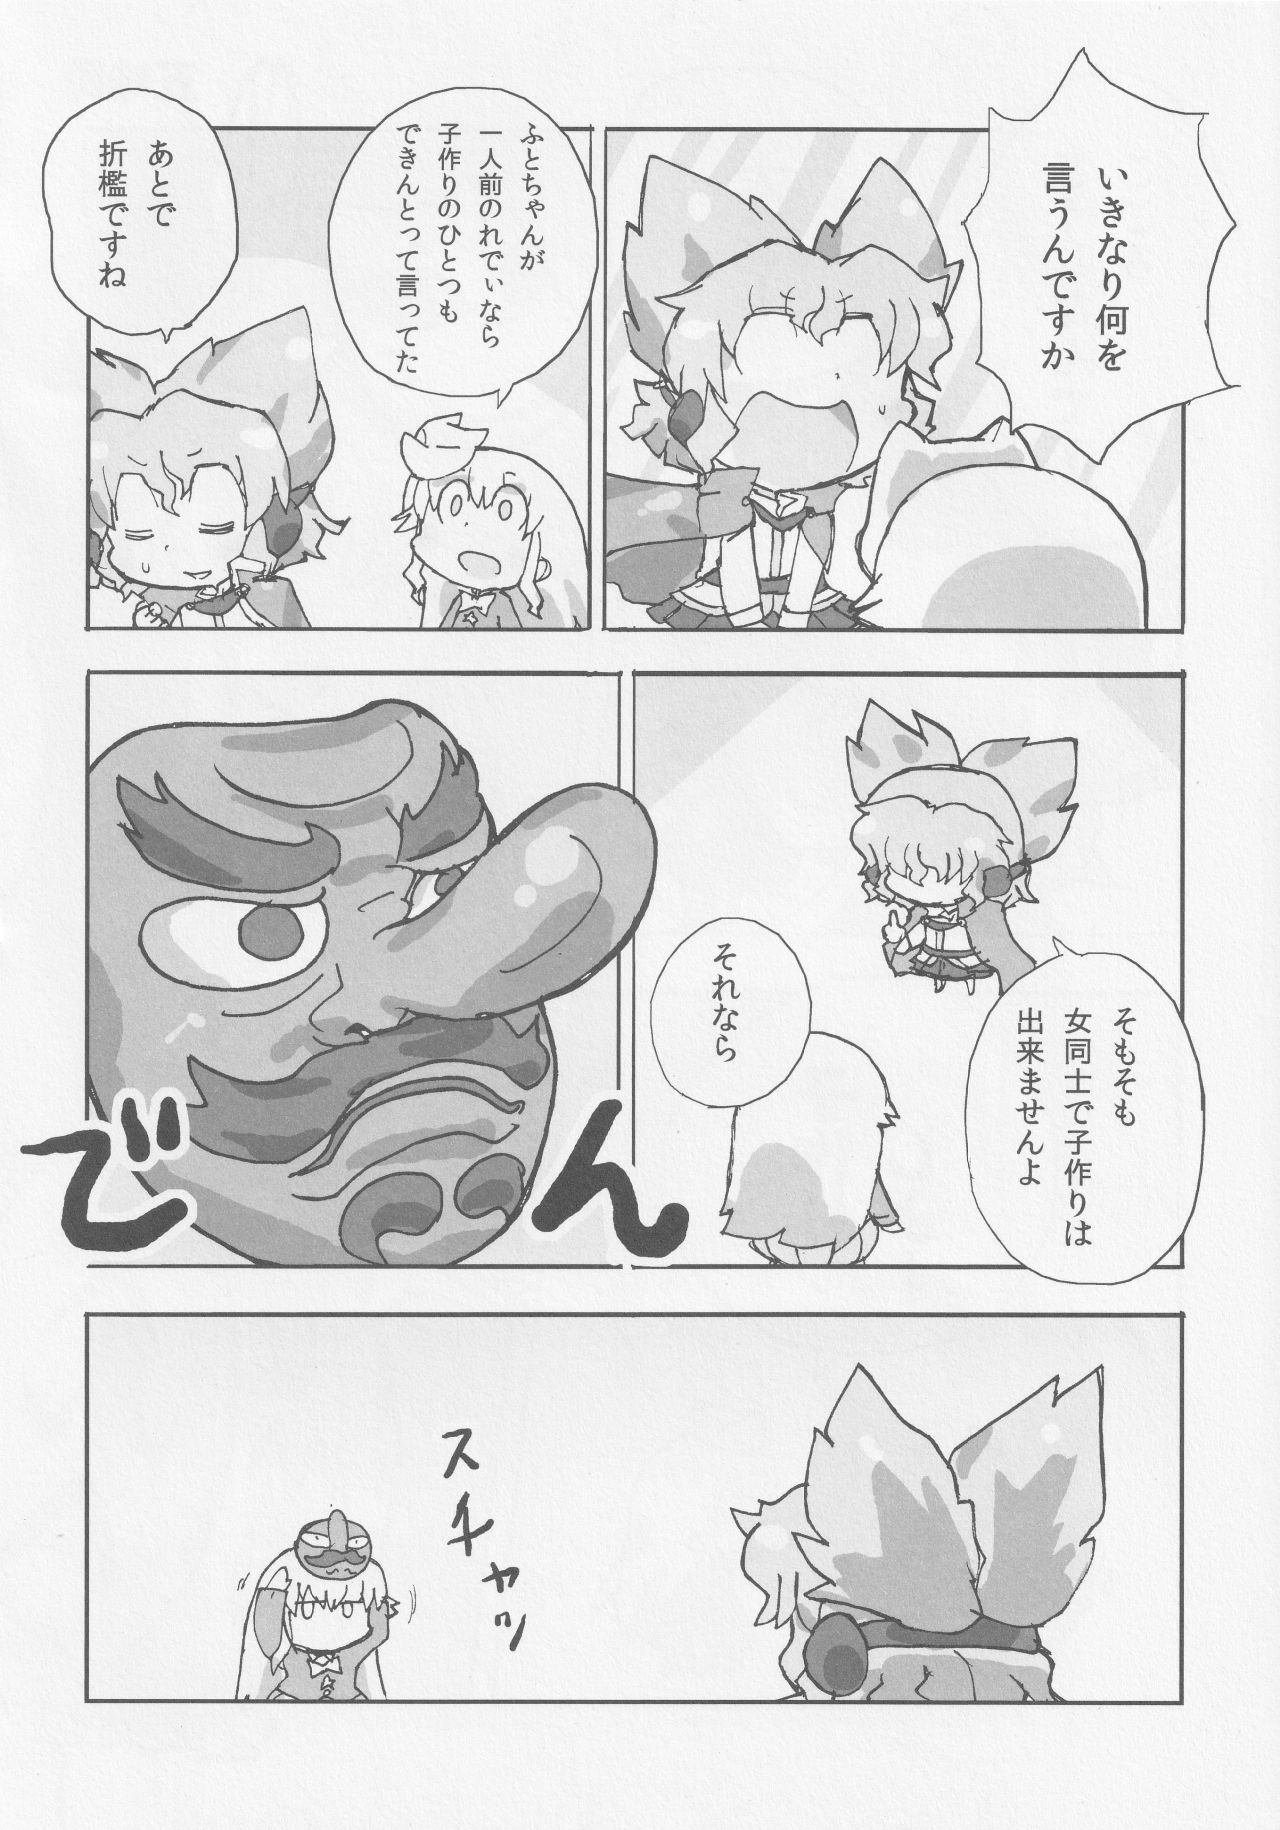 いきなり何を
言うんですか
ふとちゃんが
一人前のれでぃなら
子作りのひとつも
できんとって言ってた
あとで
折檻ですね
そもそも
女同士で子作りは
出来ませんよ
それなら
でん
スチャッ